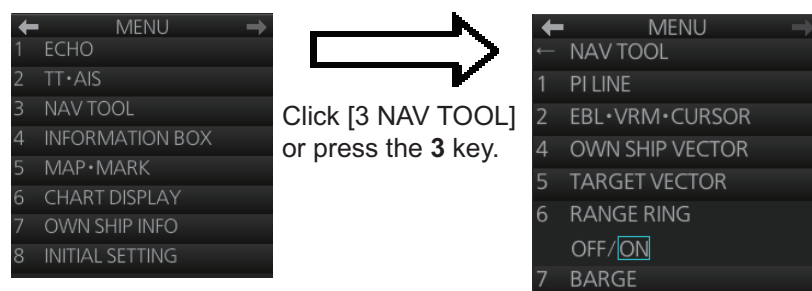 ← MENU →
1 ECHO
2 TT•AIS
3 NAV TOOL
4 INFORMATION BOX
5 MAP•MARK
6 CHART DISPLAY
7 OWN SHIP INFO
8 INITIAL SETTING
Click [3 NAV TOOL]
or press the 3 key.
← MENU →
← NAV TOOL
1 PI LINE
2 EBL•VRM•CURSOR
4 OWN SHIP VECTOR
5 TARGET VECTOR
6 RANGE RING
OFF/ON
7 BARGE